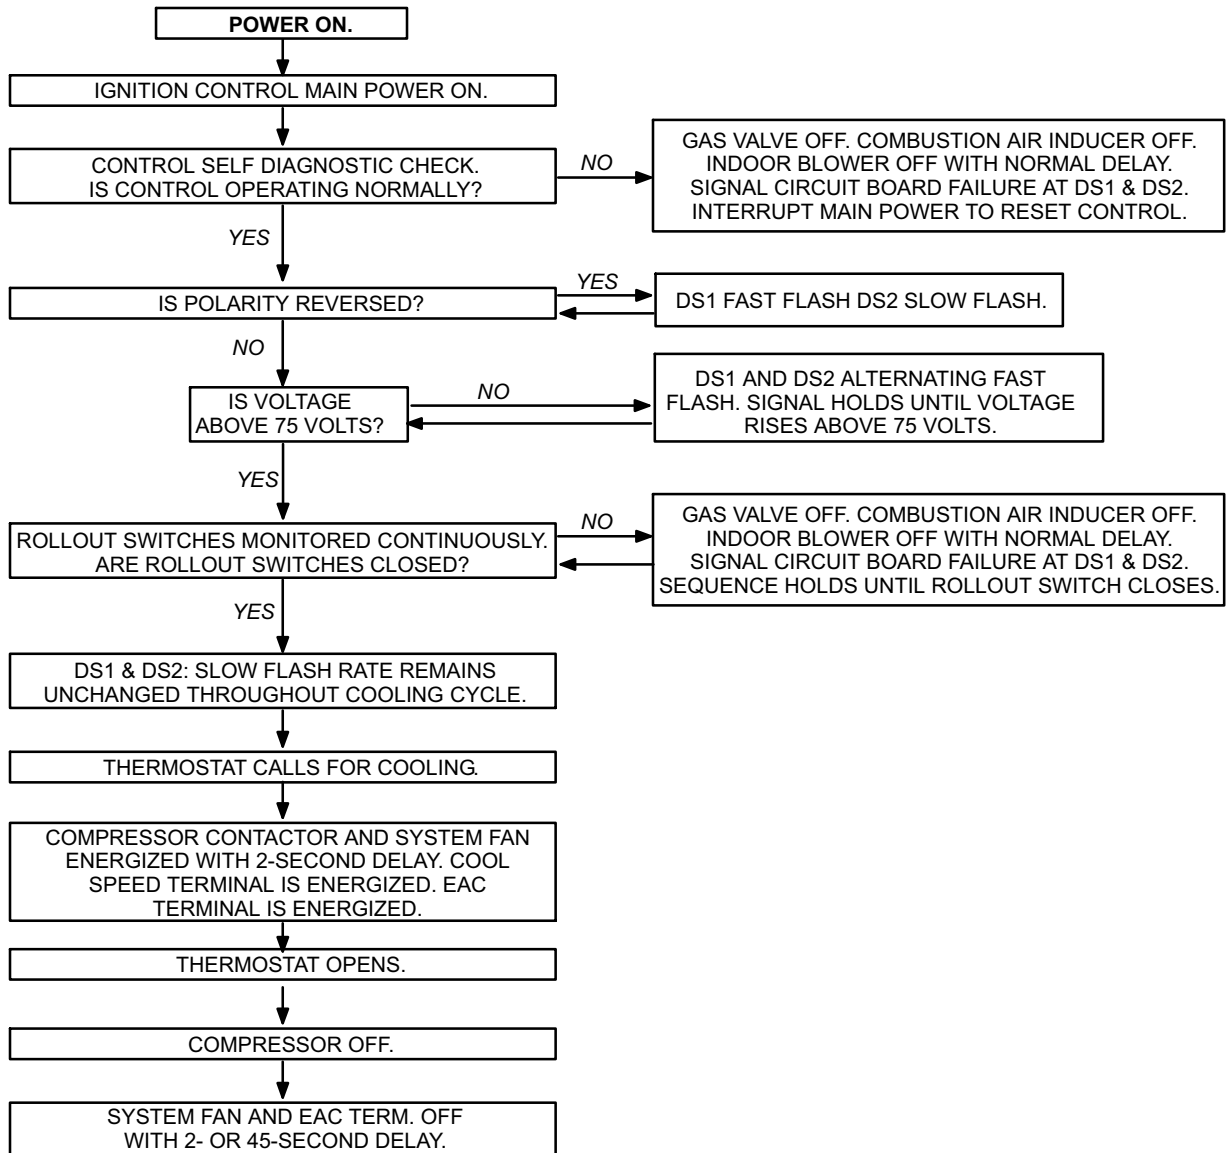 POWER ON.
IGNITION CONTROL MAIN POWER ON.
CONTROL SELF DIAGNOSTIC CHECK.
IS CONTROL OPERATING NORMALLY?
NO
GAS VALVE OFF. COMBUSTION AIR INDUCER OFF.
INDOOR BLOWER OFF WITH NORMAL DELAY.
SIGNAL CIRCUIT BOARD FAILURE AT DS1 & DS2.
INTERRUPT MAIN POWER TO RESET CONTROL.
YES
IS POLARITY REVERSED?
YES
DS1 FAST FLASH DS2 SLOW FLASH.
NO
IS VOLTAGE
ABOVE 75 VOLTS?
NO
DS1 AND DS2 ALTERNATING FAST
FLASH. SIGNAL HOLDS UNTIL VOLTAGE
RISES ABOVE 75 VOLTS.
YES
ROLLOUT SWITCHES MONITORED CONTINUOUSLY.
ARE ROLLOUT SWITCHES CLOSED?
NO
GAS VALVE OFF. COMBUSTION AIR INDUCER OFF.
INDOOR BLOWER OFF WITH NORMAL DELAY.
SIGNAL CIRCUIT BOARD FAILURE AT DS1 & DS2.
SEQUENCE HOLDS UNTIL ROLLOUT SWITCH CLOSES.
YES
DS1 & DS2: SLOW FLASH RATE REMAINS
UNCHANGED THROUGHOUT COOLING CYCLE.
THERMOSTAT CALLS FOR COOLING.
COMPRESSOR CONTACTOR AND SYSTEM FAN
ENERGIZED WITH 2-SECOND DELAY. COOL
SPEED TERMINAL IS ENERGIZED. EAC
TERMINAL IS ENERGIZED.
THERMOSTAT OPENS.
COMPRESSOR OFF.
SYSTEM FAN AND EAC TERM. OFF
WITH 2- OR 45-SECOND DELAY.